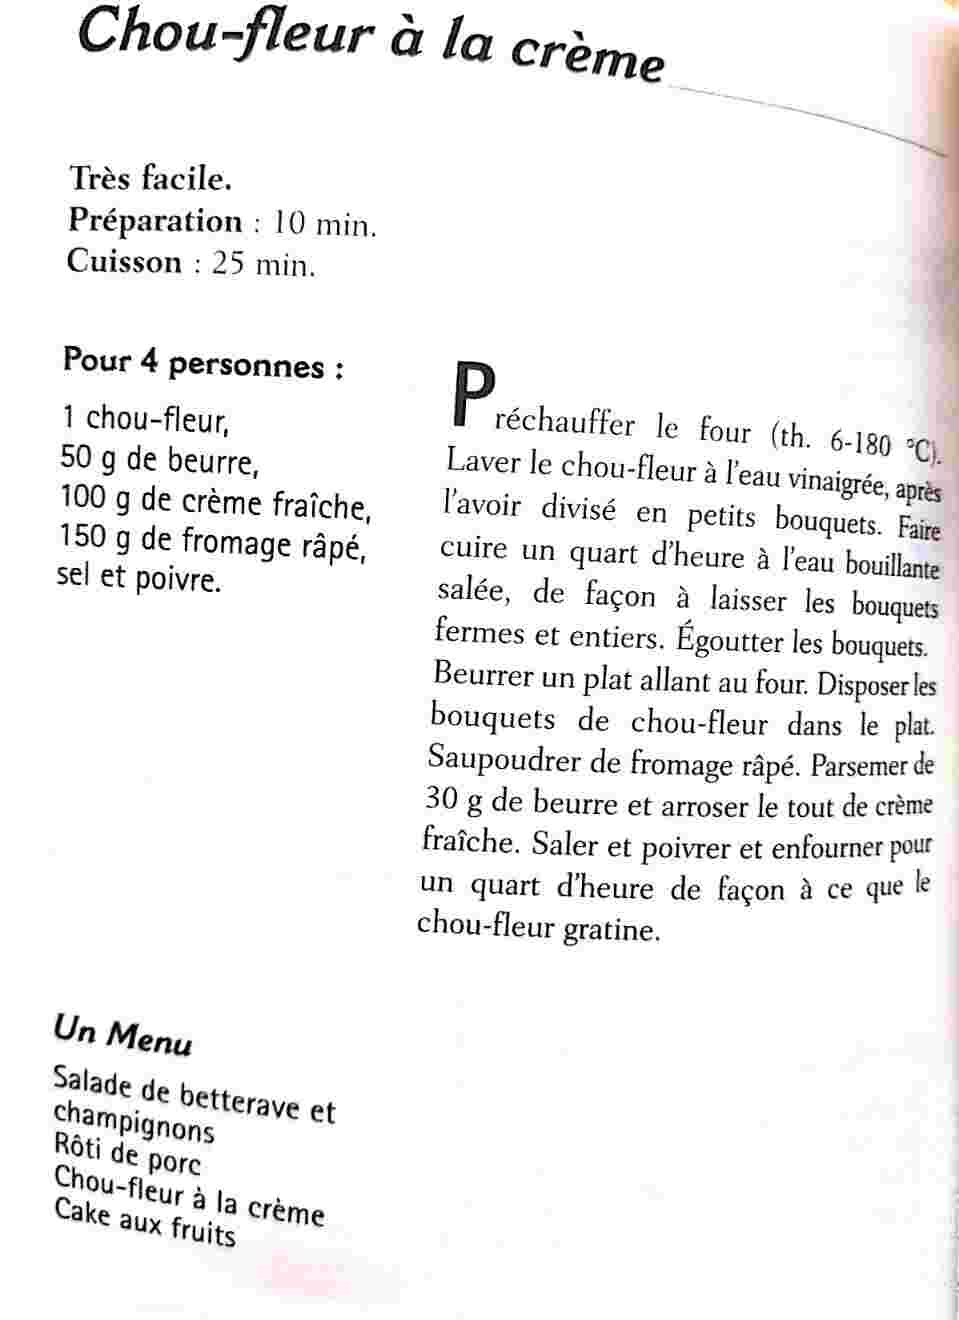 Chou-fleur à la crème
Très facile.
Préparation : 10 min.
Cuisson : 25 min.
Pour 4 personnes :
1 chou-fleur,
50 g de beurre,
100 g de crème fraîche,
150 g de fromage râpé,
sel et poivre.
Préchauffer le four (th. 6-180 °C).
Laver le chou-fleur à l'eau vinaigrée, après
l'avoir divisé en petits bouquets. Faire
cuire un quart d'heure à l'eau bouillante
salée, de façon à laisser les bouquets
fermes et entiers. Égoutter les bouquets.
Beurrer un plat allant au four. Disposer les
bouquets de chou-fleur dans le plat.
Saupoudrer de fromage râpé. Parsemer de
30 g de beurre et arroser le tout de crème
fraîche. Saler et poivrer et enfourner pour
un quart d'heure de façon à ce que le
chou-fleur gratine.
Un Menu
Salade de betterave et
champignons
Rôti de porc
Chou-fleur à la crème
Cake aux fruits